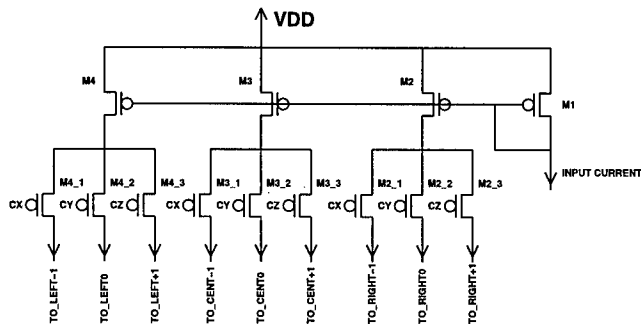 VDD
M4
M3
M2
M1
INPUT CURRENT
M4_1
M4_2
M4_3
M3_1
M3_2
M3_3
M2_1
M2_2
M2_3
CX
CY
CZ
CX
CY
CZ
CX
CY
CZ
TO_LEFT-1
TO_LEFT0
TO_LEFT+1
TO_CENT-1
TO_CENT0
TO_CENT+1
TO_RIGHT-1
TO_RIGHT0
TO_RIGHT+1